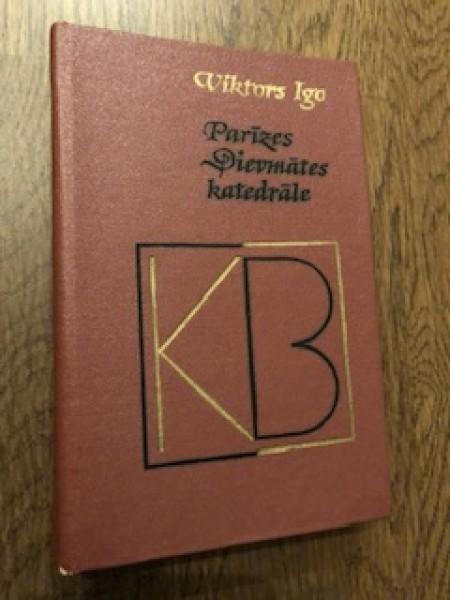 Viktors Igo
Parīzes
Dievmātes
katedrāle
KB